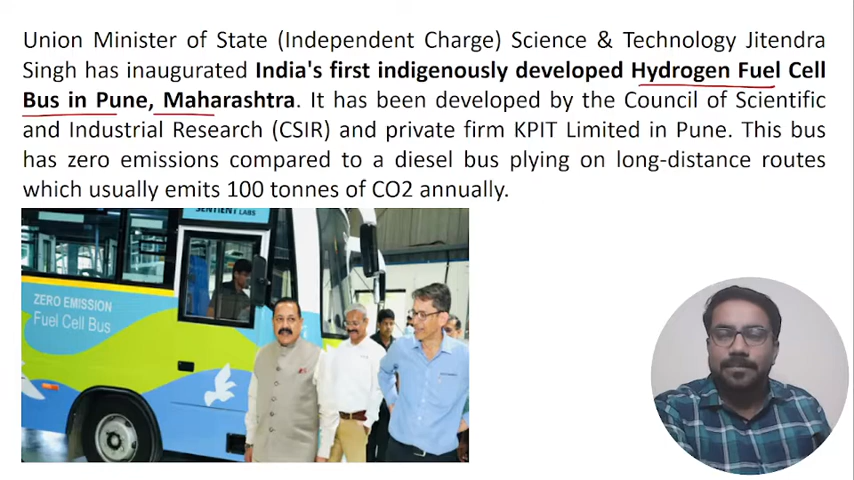 Union Minister of State (Independent Charge) Science & Technology Jitendra
Singh has inaugurated India's first indigenously developed Hydrogen Fuel Cell
Bus in Pune, Maharashtra. It has been developed by the Council of Scientific
and Industrial Research (CSIR) and private firm KPIT Limited in Pune. This bus
has zero emissions compared to a diesel bus plying on long-distance routes
which usually emits 100 tonnes of CO2 annually.
SENTIENT LABS
ZERO EMISSION
Fuel Cell Bus